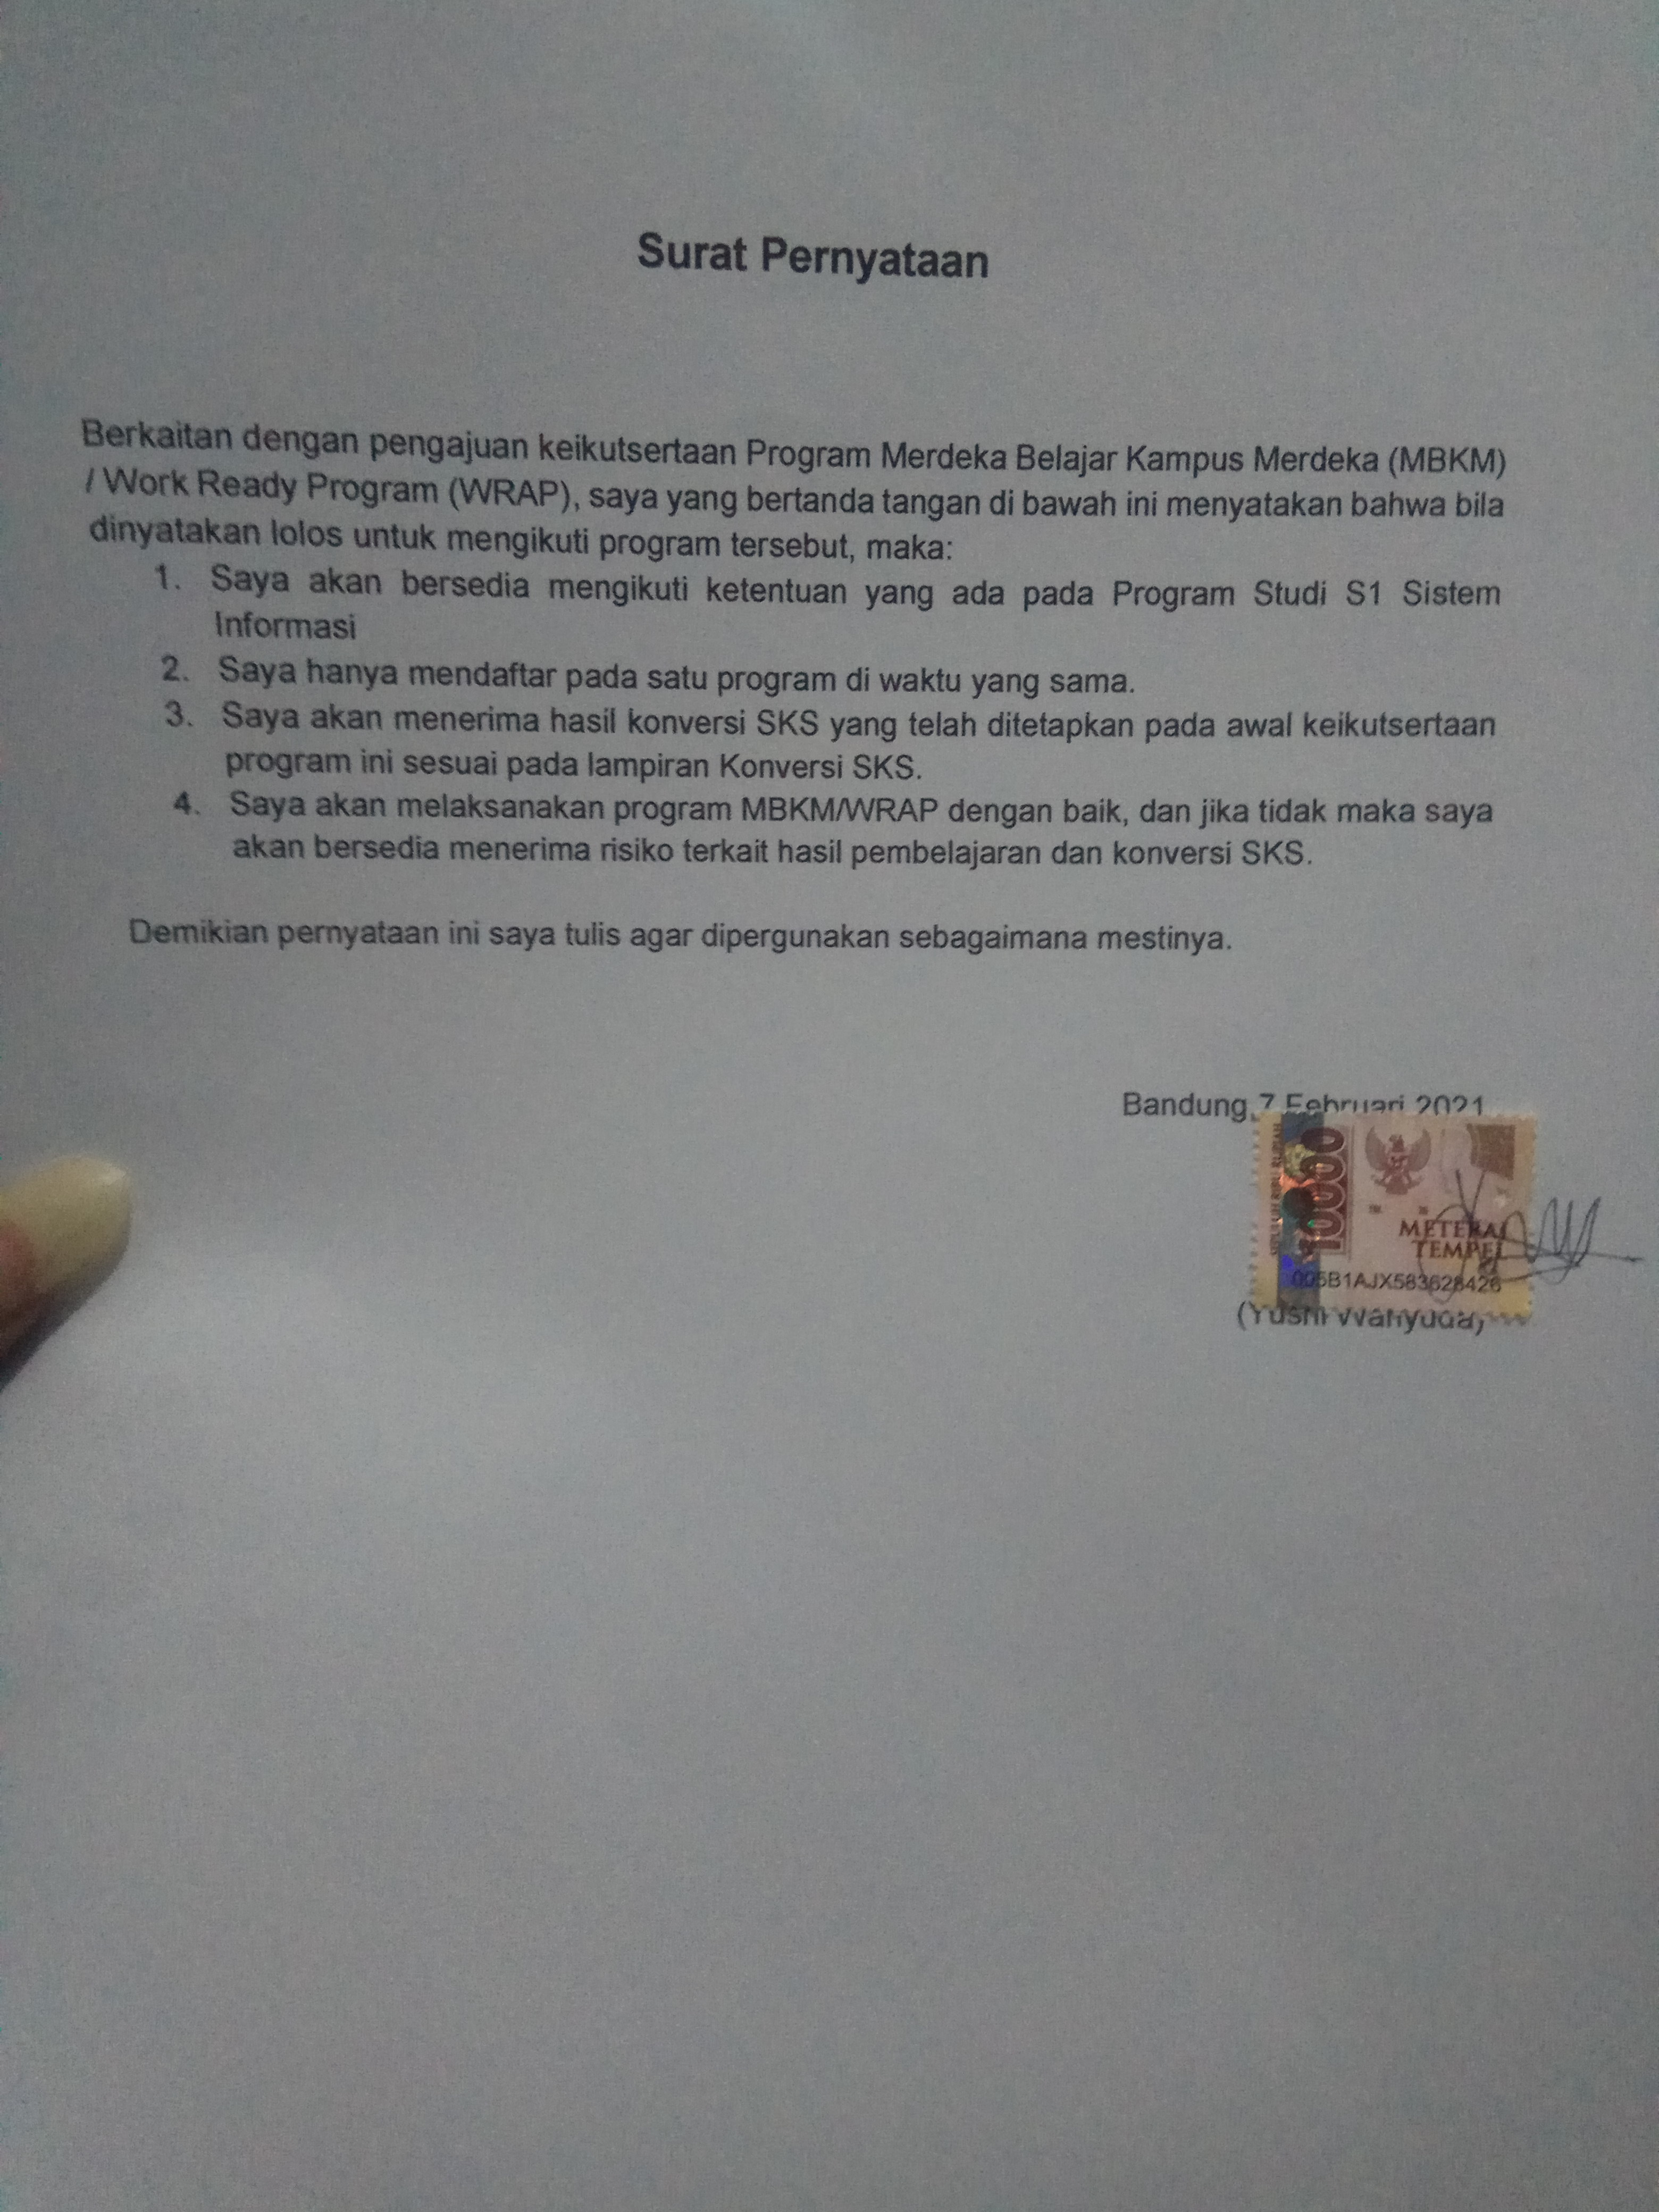 Surat Pernyataan
Berkaitan dengan pengajuan keikutsertaan Program Merdeka Belajar Kampus Merdeka (MBKM)
/ Work Ready Program (WRAP), saya yang bertanda tangan di bawah ini menyatakan bahwa bila
dinyatakan lolos untuk mengikuti program tersebut, maka:
1. Saya akan bersedia mengikuti ketentuan yang ada pada Program Studi S1 Sistem
Informasi
2. Saya hanya mendaftar pada satu program di waktu yang sama.
3. Saya akan menerima hasil konversi SKS yang telah ditetapkan pada awal keikutsertaan
program ini sesuai pada lampiran Konversi SKS.
4. Saya akan melaksanakan program MBKM/WRAP dengan baik, dan jika tidak maka saya
akan bersedia menerima risiko terkait hasil pembelajaran dan konversi SKS.
Demikian pernyataan ini saya tulis agar dipergunakan sebagaimana mestinya.
Bandung,7 Februari 2021
10000
METERAI
TEMPEL
005B1AJX583628426
(Yusni Wahyuda)